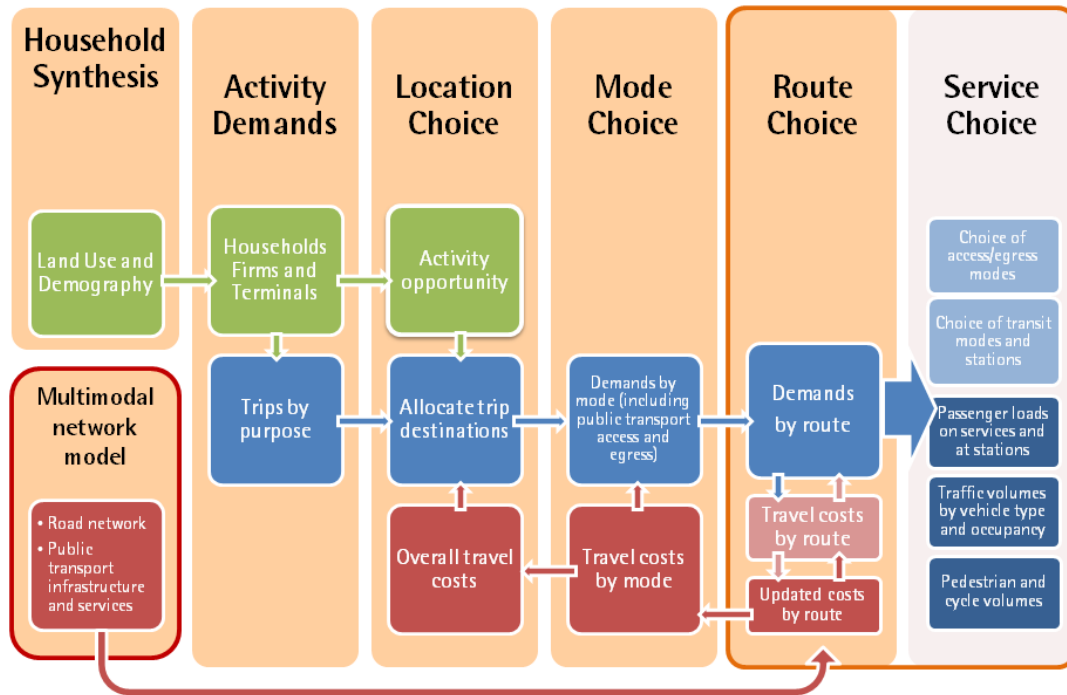 Household
Synthesis
Activity
Demands
Location
Choice
Mode
Choice
Route
Choice
Service
Choice
Land Use and
Demography
Households
Firms and
Terminals
Activity
opportunity
Choice of
access/egress
modes
Choice of transit
modes and
stations
Multimodal
network
model
Trips by
purpose
Allocate trip
destinations
Demands by
mode (including
public transport
access and
egress)
Demands
by route
Passenger loads
on services and
at stations
• Road network
• Public
transport
infrastructure
and services
Overall travel
costs
Travel costs
by mode
Travel costs
by route
Updated costs
by route
Traffic volumes
by vehicle type
and occupancy
Pedestrian and
cycle volumes